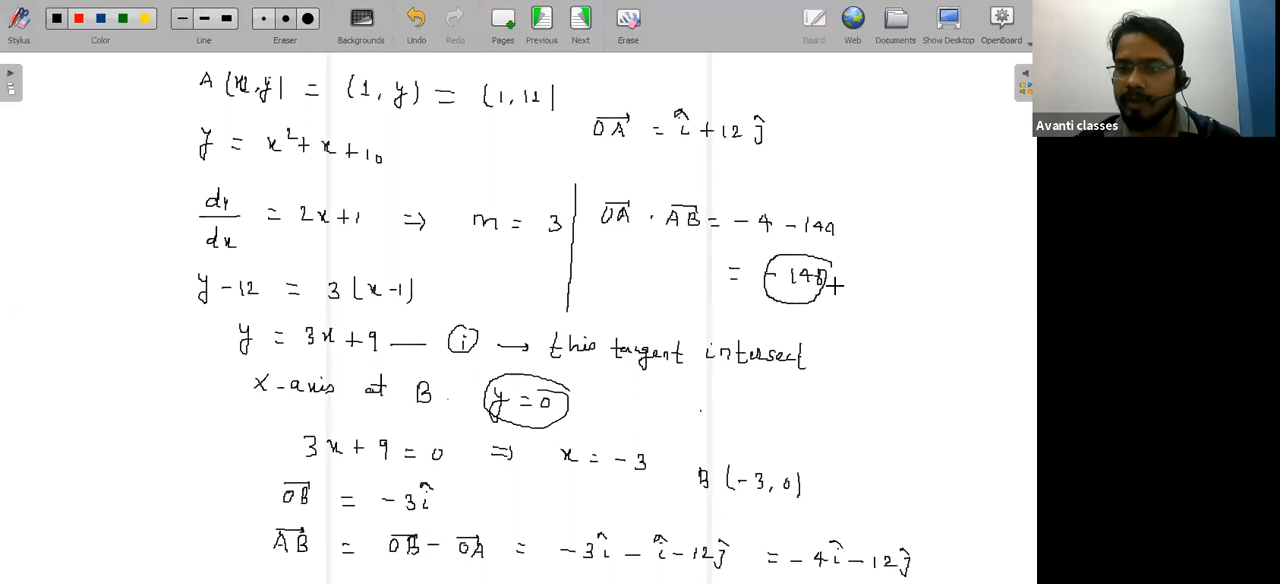 Stylus Color Line Eraser Backgrounds Undo Redo Pages Previous Next Erase Board Web Documents Show Desktop OpenBoard
Avanti classes
A (x,y) = (1, y) = (1, 12)
y = x² + x + 10
dy/dx = 2x + 1 ⇒ m = 3
y - 12 = 3 (x - 1)
y = 3x + 9 — (i) → this tangent intersect
X-axis at B. y = 0
3x + 9 = 0 ⇒ x = -3 B (-3, 0)
OB = -3î
AB = OB - OA = -3î - î - 12ĵ = -4î - 12ĵ
OA = î + 12ĵ
OA · AB = -4 - 144
= -148